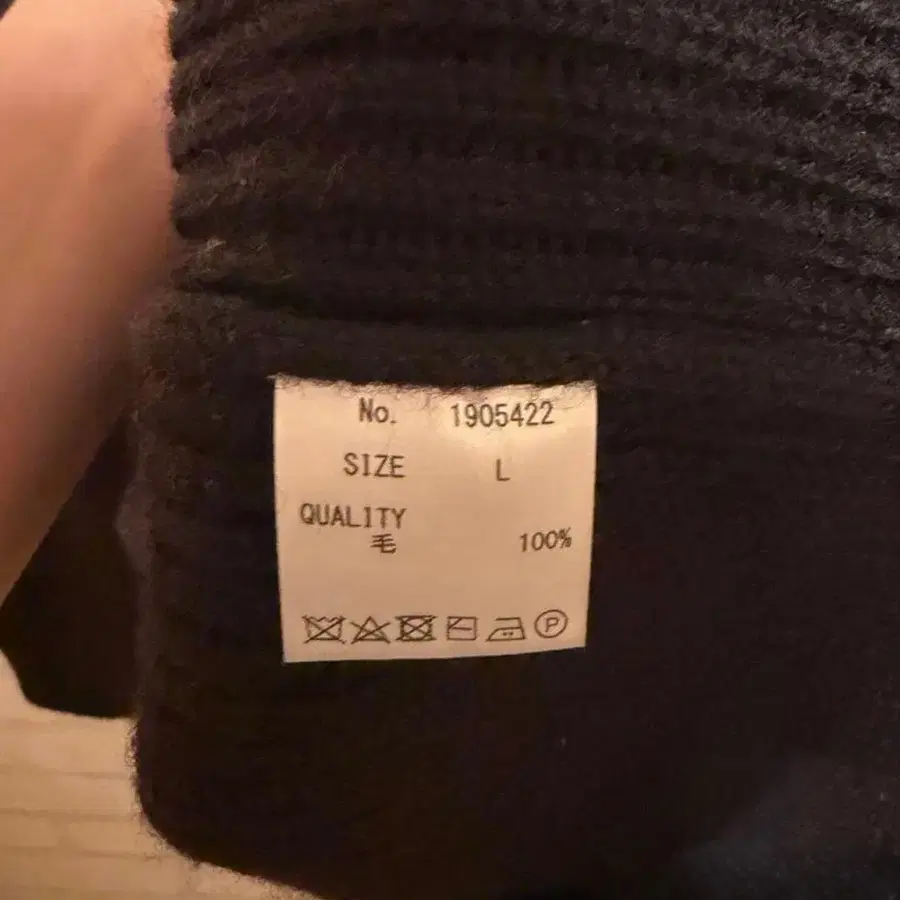 No. 1905422
SIZE L
QUALITY
毛 100%
P